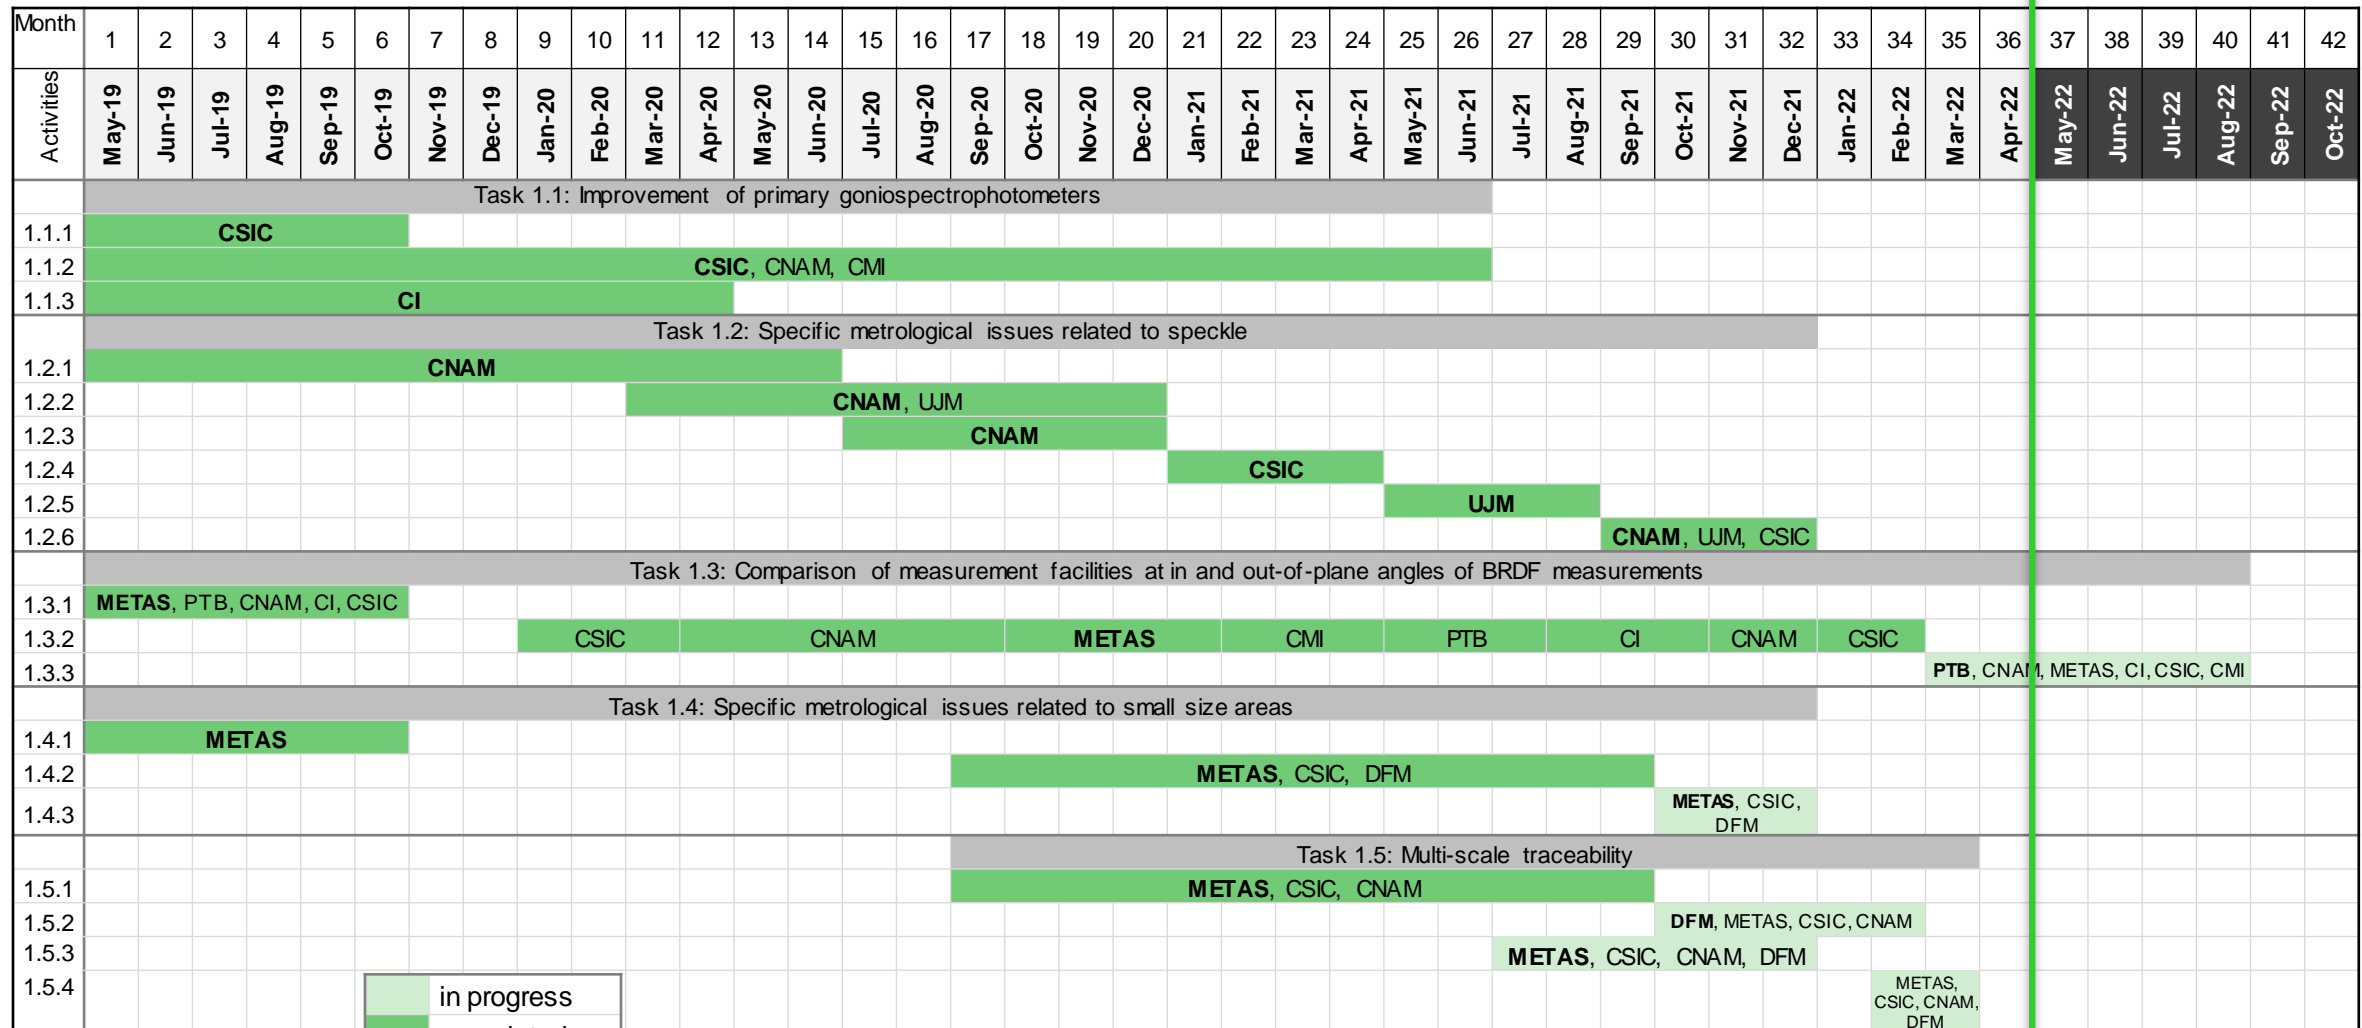 Month 1 2 3 4 5 6 7 8 9 10 11 12 13 14 15 16 17 18 19 20 21 22 23 24 25 26 27 28 29 30 31 32 33 34 35 36 37 38 39 40 41 42
Activities May-19 Jun-19 Jul-19 Aug-19 Sep-19 Oct-19 Nov-19 Dec-19 Jan-20 Feb-20 Mar-20 Apr-20 May-20 Jun-20 Jul-20 Aug-20 Sep-20 Oct-20 Nov-20 Dec-20 Jan-21 Feb-21 Mar-21 Apr-21 May-21 Jun-21 Jul-21 Aug-21 Sep-21 Oct-21 Nov-21 Dec-21 Jan-22 Feb-22 Mar-22 Apr-22 May-22 Jun-22 Jul-22 Aug-22 Sep-22 Oct-22
Task 1.1: Improvement of primary goniospectrophotometers
1.1.1 CSIC
1.1.2 CSIC, CNAM, CMI
1.1.3 CI
Task 1.2: Specific metrological issues related to speckle
1.2.1 CNAM
1.2.2 CNAM, UJM
1.2.3 CNAM
1.2.4 CSIC
1.2.5 UJM
1.2.6 CNAM, UJM, CSIC
Task 1.3: Comparison of measurement facilities at in and out-of-plane angles of BRDF measurements
1.3.1 METAS, PTB, CNAM, CI, CSIC
1.3.2 CSIC CNAM METAS CMI PTB CI CNAM CSIC
1.3.3 PTB, CNAM, METAS, CI, CSIC, CMI
Task 1.4: Specific metrological issues related to small size areas
1.4.1 METAS
1.4.2 METAS, CSIC, DFM
1.4.3 METAS, CSIC,
DFM
Task 1.5: Multi-scale traceability
1.5.1 METAS, CSIC, CNAM
1.5.2 DFM, METAS, CSIC, CNAM
1.5.3 METAS, CSIC, CNAM, DFM
1.5.4 METAS,
CSIC, CNAM,
DFM
in progress